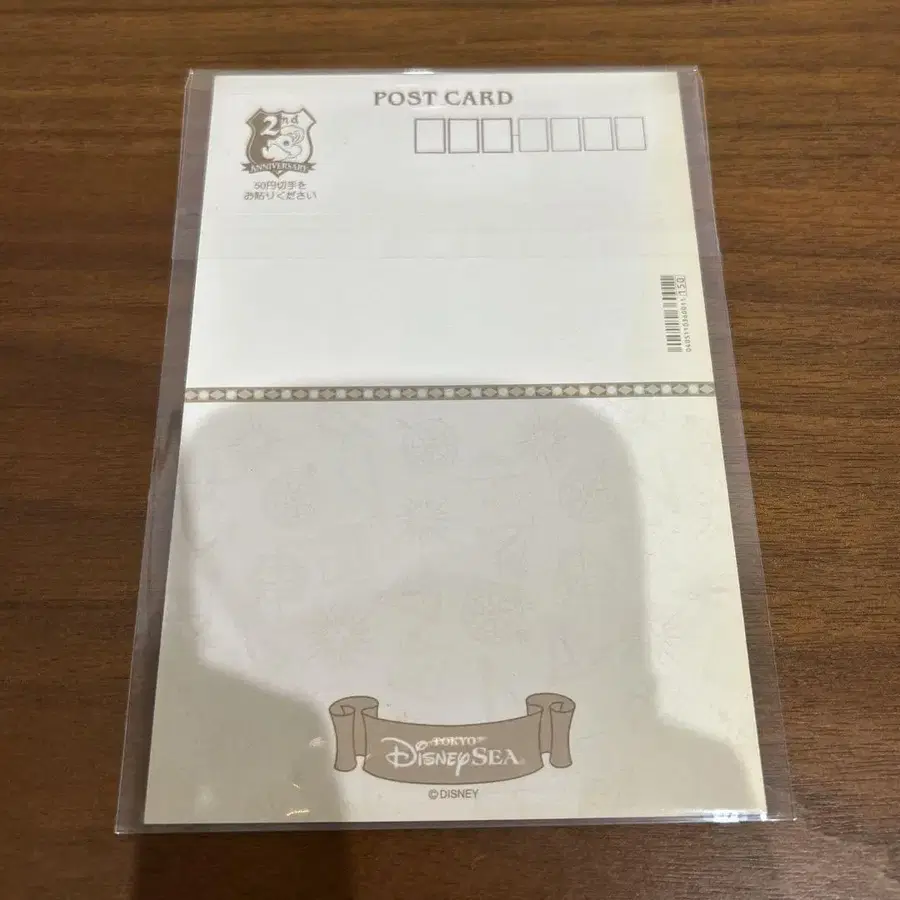 POST CARD
2nd
ANNIVERSARY
50円切手を
お貼りください
150
TOKYO
DISNEYSEA®
©DISNEY